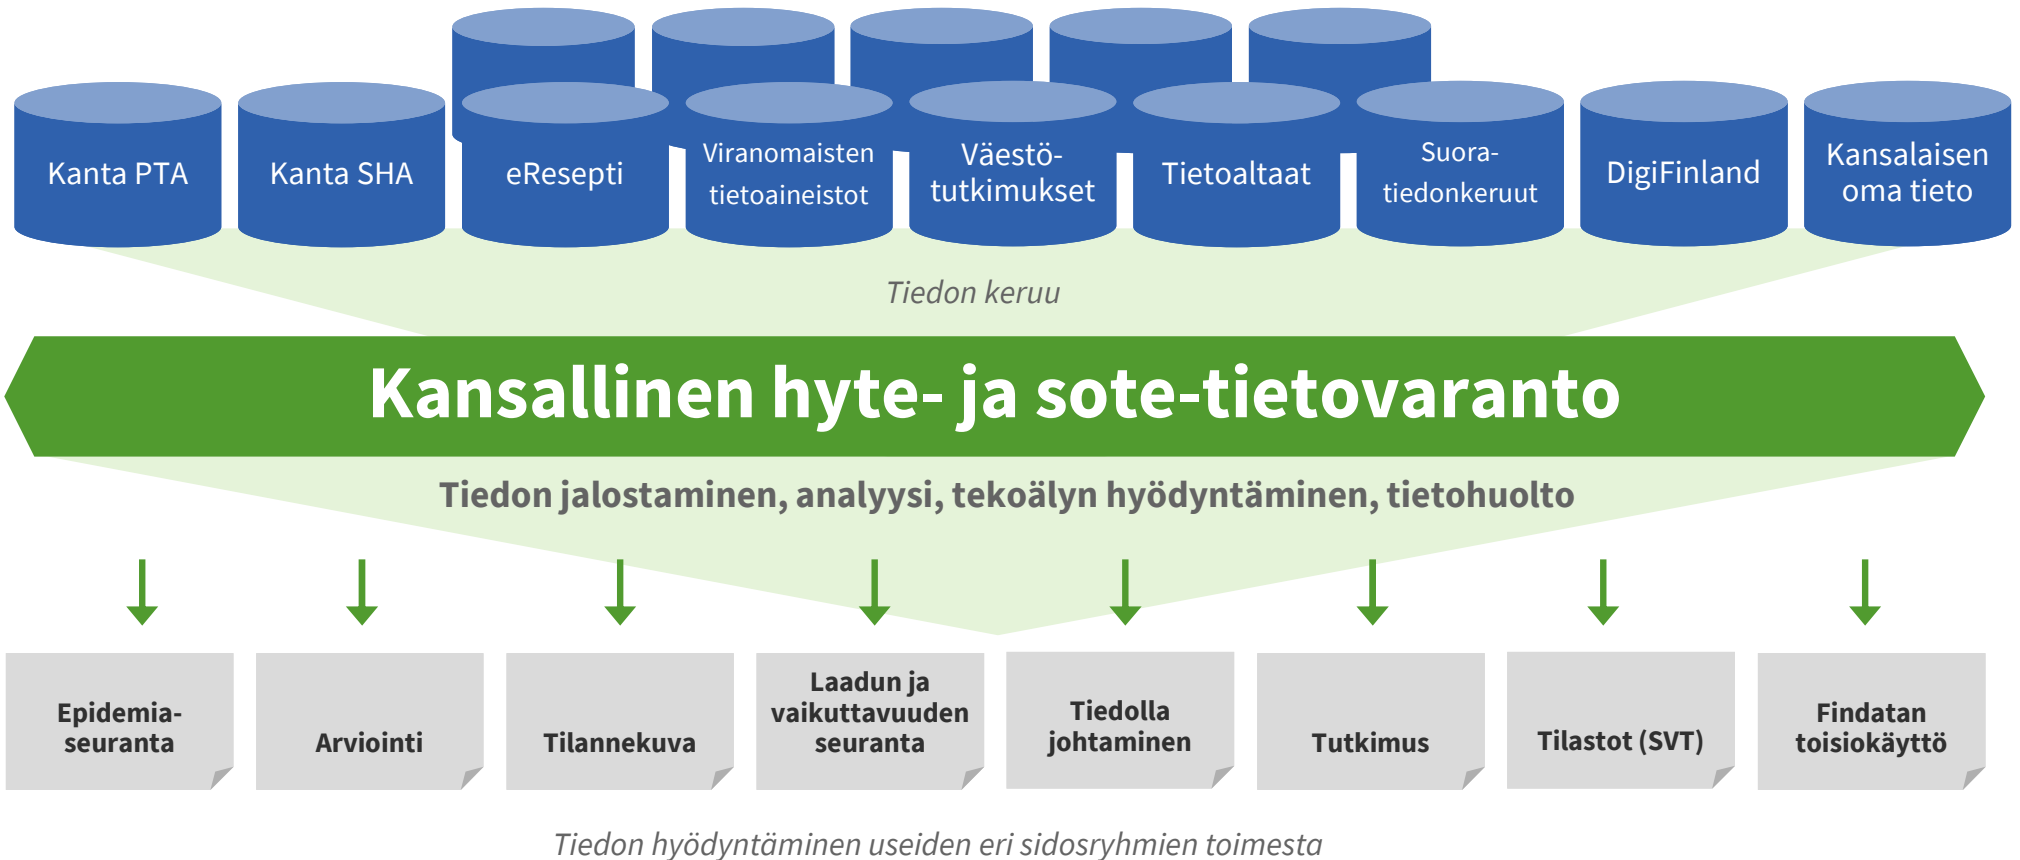 Kanta PTA
Kanta SHA
eResepti
Viranomaisten
tietoaineistot
Väestö-
tutkimukset
Tietoaltaat
Suora-
tiedonkeruut
DigiFinland
Kansalaisen
oma tieto
Tiedon keruu
Kansallinen hyte- ja sote-tietovaranto
Tiedon jalostaminen, analyysi, tekoälyn hyödyntäminen, tietohuolto
Epidemia-
seuranta
Arviointi
Tilannekuva
Laadun ja
vaikuttavuuden
seuranta
Tiedolla
johtaminen
Tutkimus
Tilastot (SVT)
Findatan
toisiokäyttö
Tiedon hyödyntäminen useiden eri sidosryhmien toimesta